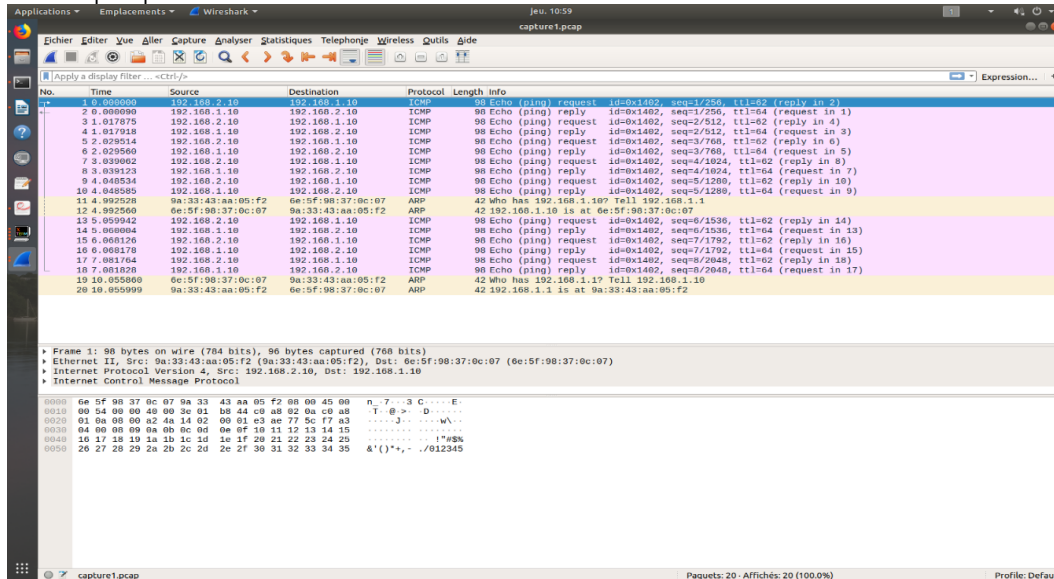 Applications Emplacements Wireshark jeu. 10:59 1
capture1.pcap
Fichier Editer Vue Aller Capture Analyser Statistiques Telephonie Wireless Outils Aide
Apply a display filter ... <Ctrl-/> Expression...
No. Time Source Destination Protocol Length Info
1 0.000000 192.168.2.10 192.168.1.10 ICMP 98 Echo (ping) request id=0x1402, seq=1/256, ttl=62 (reply in 2)
2 0.000090 192.168.1.10 192.168.2.10 ICMP 98 Echo (ping) reply id=0x1402, seq=1/256, ttl=64 (request in 1)
3 1.017875 192.168.2.10 192.168.1.10 ICMP 98 Echo (ping) request id=0x1402, seq=2/512, ttl=62 (reply in 4)
4 1.017918 192.168.1.10 192.168.2.10 ICMP 98 Echo (ping) reply id=0x1402, seq=2/512, ttl=64 (request in 3)
5 2.029514 192.168.2.10 192.168.1.10 ICMP 98 Echo (ping) request id=0x1402, seq=3/768, ttl=62 (reply in 6)
6 2.029560 192.168.1.10 192.168.2.10 ICMP 98 Echo (ping) reply id=0x1402, seq=3/768, ttl=64 (request in 5)
7 3.039062 192.168.2.10 192.168.1.10 ICMP 98 Echo (ping) request id=0x1402, seq=4/1024, ttl=62 (reply in 8)
8 3.039123 192.168.1.10 192.168.2.10 ICMP 98 Echo (ping) reply id=0x1402, seq=4/1024, ttl=64 (request in 7)
9 4.048534 192.168.2.10 192.168.1.10 ICMP 98 Echo (ping) request id=0x1402, seq=5/1280, ttl=62 (reply in 10)
10 4.048585 192.168.1.10 192.168.2.10 ICMP 98 Echo (ping) reply id=0x1402, seq=5/1280, ttl=64 (request in 9)
11 4.992528 9a:33:43:aa:05:f2 6e:5f:98:37:0c:07 ARP 42 Who has 192.168.1.10? Tell 192.168.1.1
12 4.992560 6e:5f:98:37:0c:07 9a:33:43:aa:05:f2 ARP 42 192.168.1.10 is at 6e:5f:98:37:0c:07
13 5.059942 192.168.2.10 192.168.1.10 ICMP 98 Echo (ping) request id=0x1402, seq=6/1536, ttl=62 (reply in 14)
14 5.060004 192.168.1.10 192.168.2.10 ICMP 98 Echo (ping) reply id=0x1402, seq=6/1536, ttl=64 (request in 13)
15 6.068126 192.168.2.10 192.168.1.10 ICMP 98 Echo (ping) request id=0x1402, seq=7/1792, ttl=62 (reply in 16)
16 6.068178 192.168.1.10 192.168.2.10 ICMP 98 Echo (ping) reply id=0x1402, seq=7/1792, ttl=64 (request in 15)
17 7.081764 192.168.2.10 192.168.1.10 ICMP 98 Echo (ping) request id=0x1402, seq=8/2048, ttl=62 (reply in 18)
18 7.081828 192.168.1.10 192.168.2.10 ICMP 98 Echo (ping) reply id=0x1402, seq=8/2048, ttl=64 (request in 17)
19 10.055860 6e:5f:98:37:0c:07 9a:33:43:aa:05:f2 ARP 42 Who has 192.168.1.1? Tell 192.168.1.10
20 10.055999 9a:33:43:aa:05:f2 6e:5f:98:37:0c:07 ARP 42 192.168.1.1 is at 9a:33:43:aa:05:f2
Frame 1: 98 bytes on wire (784 bits), 96 bytes captured (768 bits)
Ethernet II, Src: 9a:33:43:aa:05:f2 (9a:33:43:aa:05:f2), Dst: 6e:5f:98:37:0c:07 (6e:5f:98:37:0c:07)
Internet Protocol Version 4, Src: 192.168.2.10, Dst: 192.168.1.10
Internet Control Message Protocol
0000 6e 5f 98 37 0c 07 9a 33 43 aa 05 f2 08 00 45 00 n_·7···3 C·····E·
0010 00 54 00 00 40 00 3e 01 b8 44 c0 a8 02 0a c0 a8 ·T··@·>· ·D······
0020 01 0a 08 00 a2 4a 14 02 00 01 e3 ae 77 5c f7 a3 ·····J·· ····w\··
0030 04 00 08 09 0a 0b 0c 0d 0e 0f 10 11 12 13 14 15 ········ ········
0040 16 17 18 19 1a 1b 1c 1d 1e 1f 20 21 22 23 24 25 ········ ·· !"#$%
0050 26 27 28 29 2a 2b 2c 2d 2e 2f 30 31 32 33 34 35 &'()*+,- ./012345
capture1.pcap Paquets: 20 · Affichés: 20 (100.0%) Profile: Defau